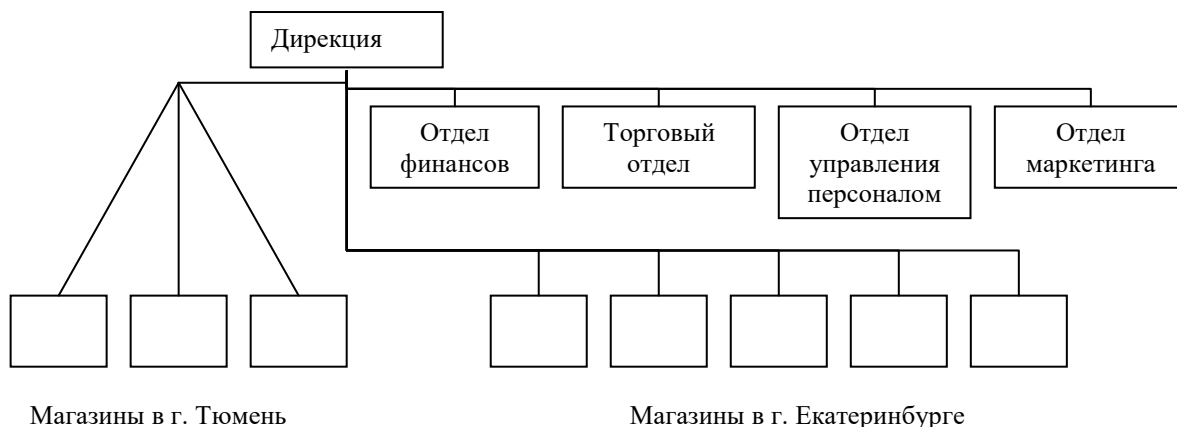 Дирекция
Отдел
финансов
Торговый
отдел
Отдел
управления
персоналом
Отдел
маркетинга
Магазины в г. Тюмень
Магазины в г. Екатеринбурге